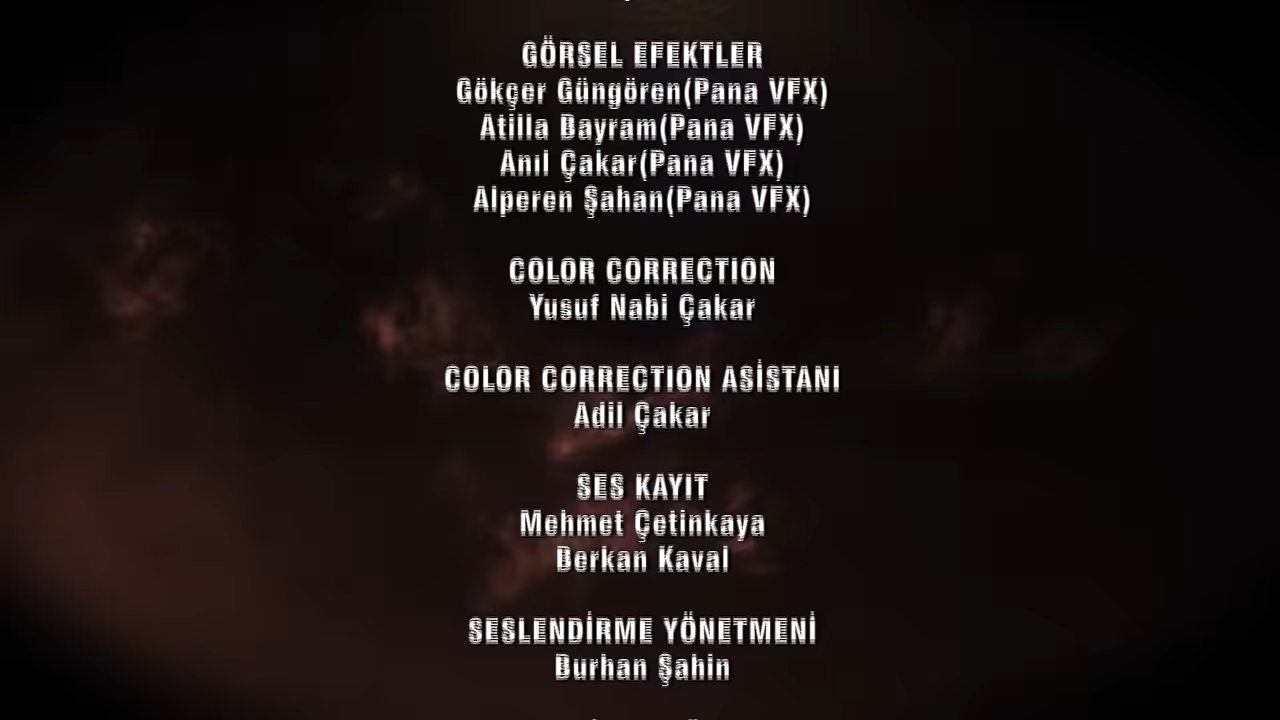 GÖRSEL EFEKTLER
Gökçer Güngören(Pana VFX)
Atilla Bayram(Pana VFX)
Anıl Çakar(Pana VFX)
Alperen Şahan(Pana VFX)
COLOR CORRECTION
Yusuf Nabi Çakar
COLOR CORRECTION ASİSTANI
Adil Çakar
SES KAYIT
Mehmet Çetinkaya
Berkan Kaval
SESLENDİRME YÖNETMENİ
Burhan Şahin